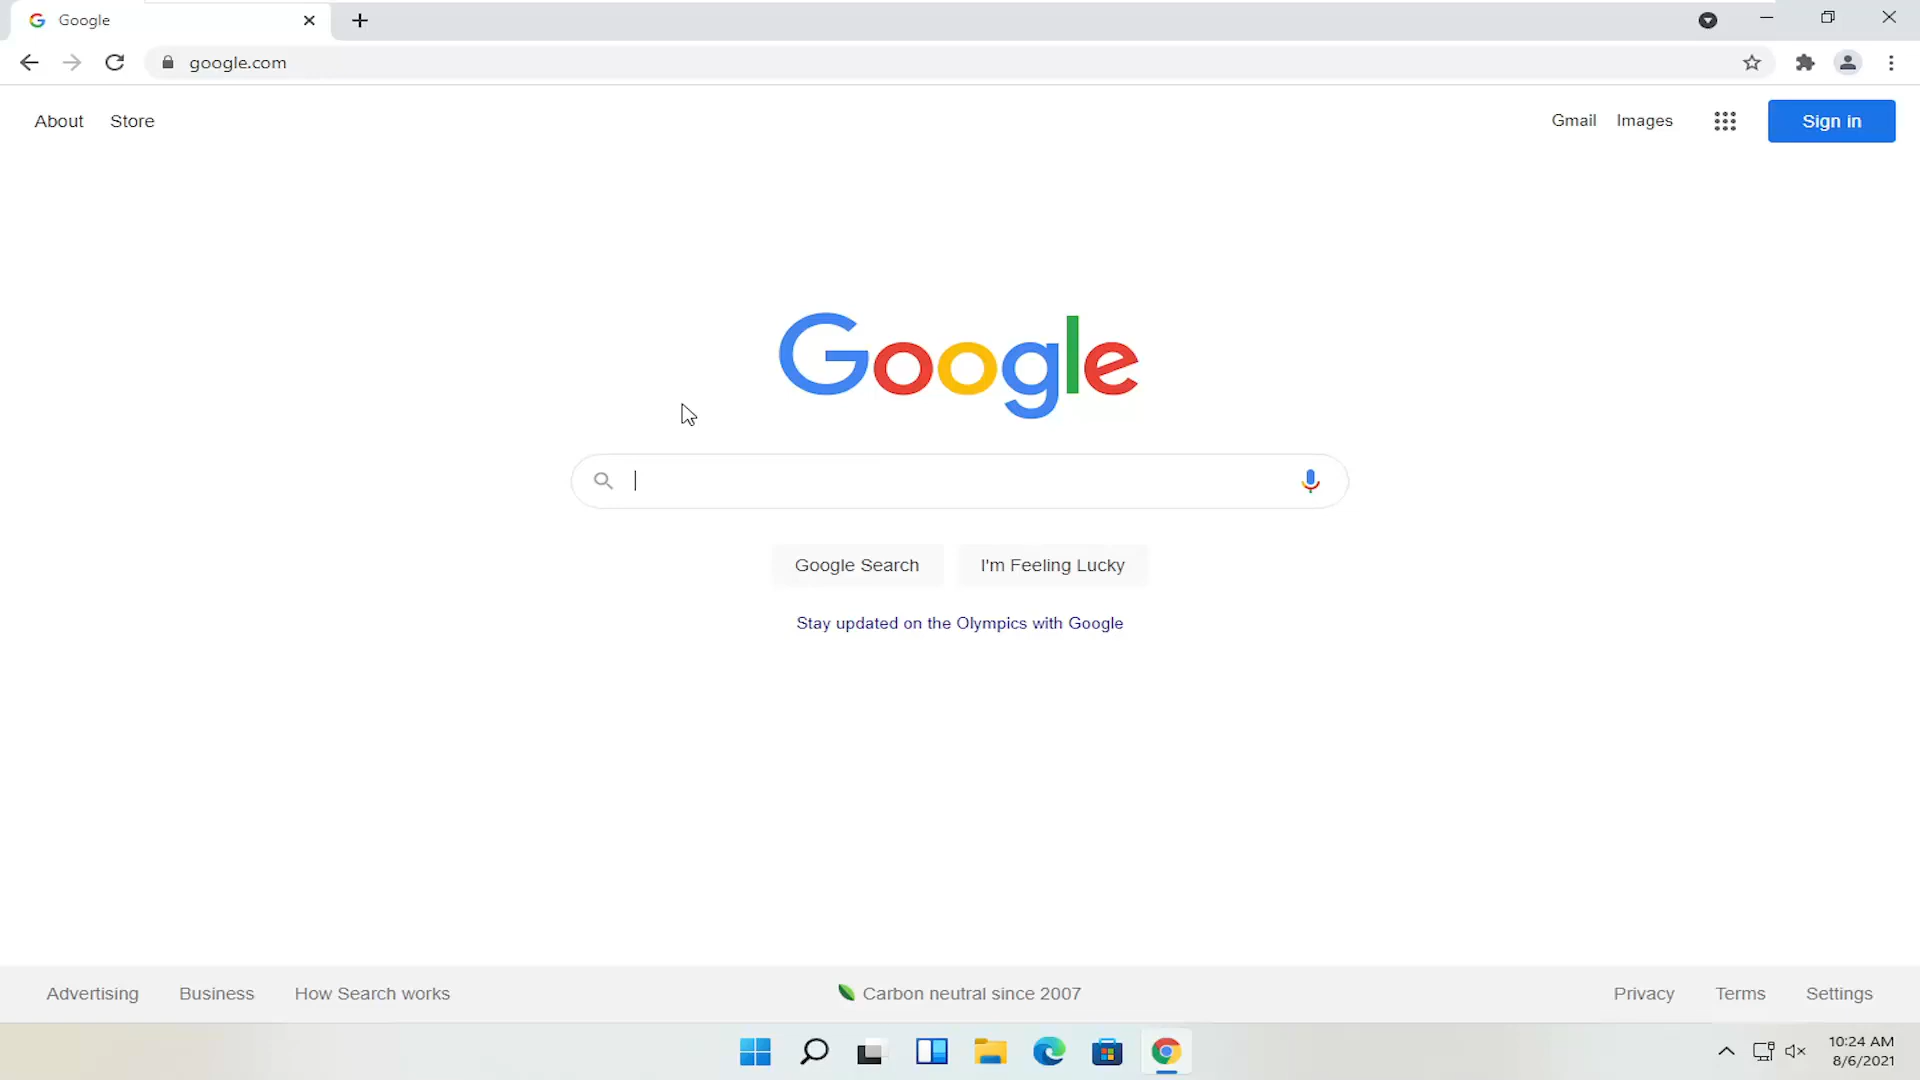 Google
google.com
About Store
Gmail Images Sign in
Google
Google Search I'm Feeling Lucky
Stay updated on the Olympics with Google
Advertising Business How Search works
Carbon neutral since 2007
Privacy Terms Settings
10:24 AM
8/6/2021